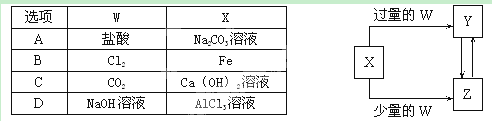 选项 W X
A 盐酸 Na₂CO₃溶液
B Cl₂ Fe
C CO₂ Ca（OH）₂溶液
D NaOH溶液 AlCl₃溶液
过量的 W
Y
X
Z
少量的 W